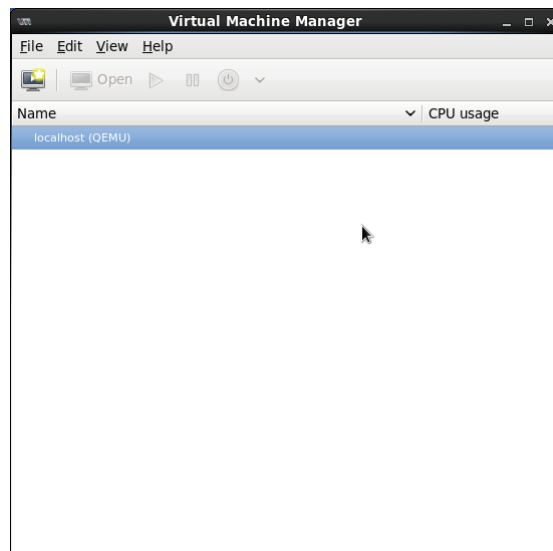 Virtual Machine Manager
File Edit View Help
Open
Name CPU usage
localhost (QEMU)